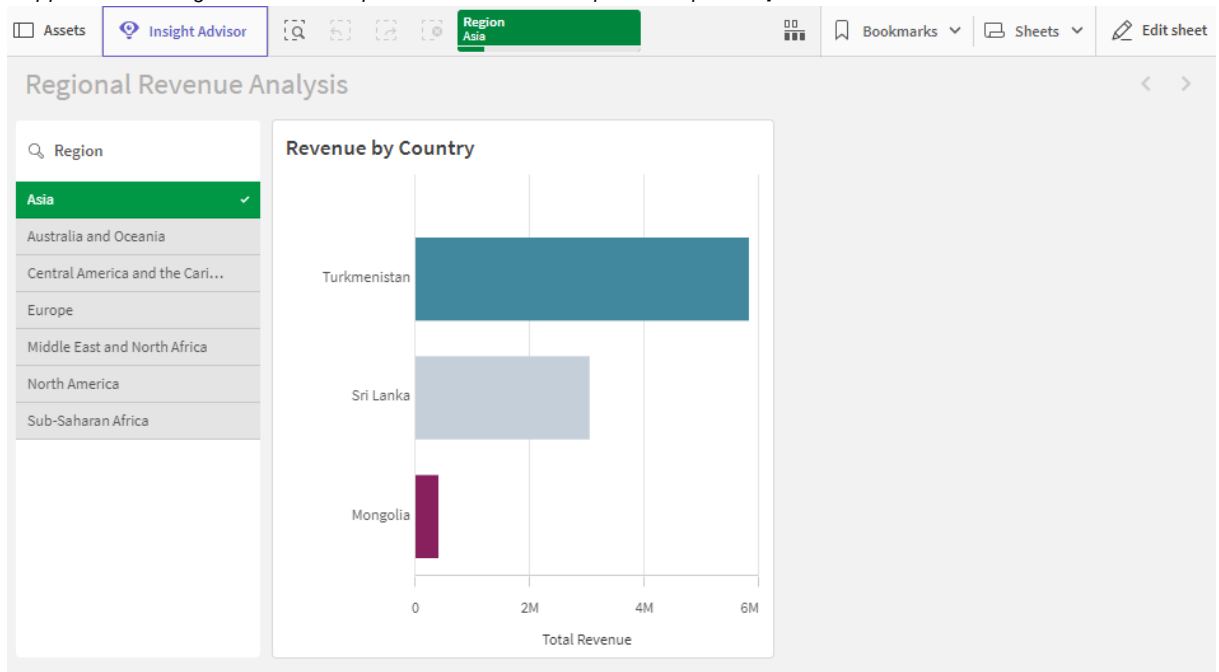 Assets
Insight Advisor
Region
Asia
Bookmarks
Sheets
Edit sheet
Regional Revenue Analysis
Region
Asia
Australia and Oceania
Central America and the Cari...
Europe
Middle East and North Africa
North America
Sub-Saharan Africa
Revenue by Country
Turkmenistan
Sri Lanka
Mongolia
0 2M 4M 6M
Total Revenue